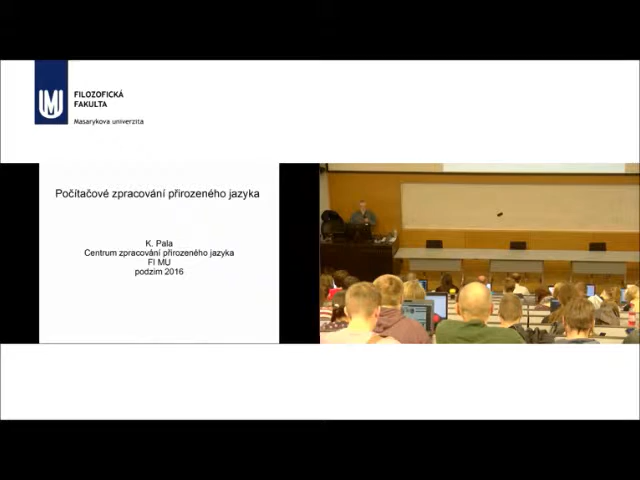 FILOZOFICKÁ
FAKULTA
Masarykova univerzita
Počítačové zpracování přirozeného jazyka
K. Pala
Centrum zpracování přirozeného jazyka
FI MU
podzim 2016